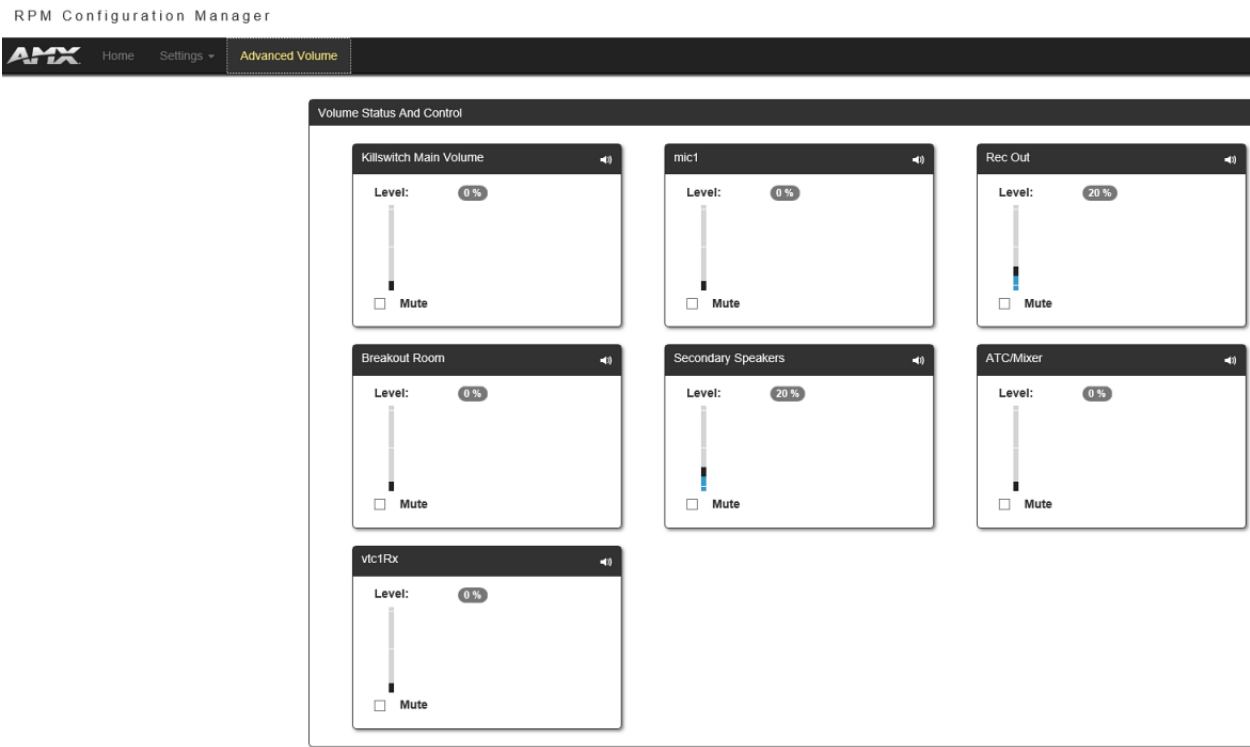 RPM Configuration Manager
AMX Home Settings Advanced Volume
Volume Status And Control
Killswitch Main Volume mic1 Rec Out
Level: 0 % Level: 0 % Level: 20 %
Mute Mute Mute
Breakout Room Secondary Speakers ATC/Mixer
Level: 0 % Level: 20 % Level: 0 %
Mute Mute Mute
vtc1Rx
Level: 0 %
Mute